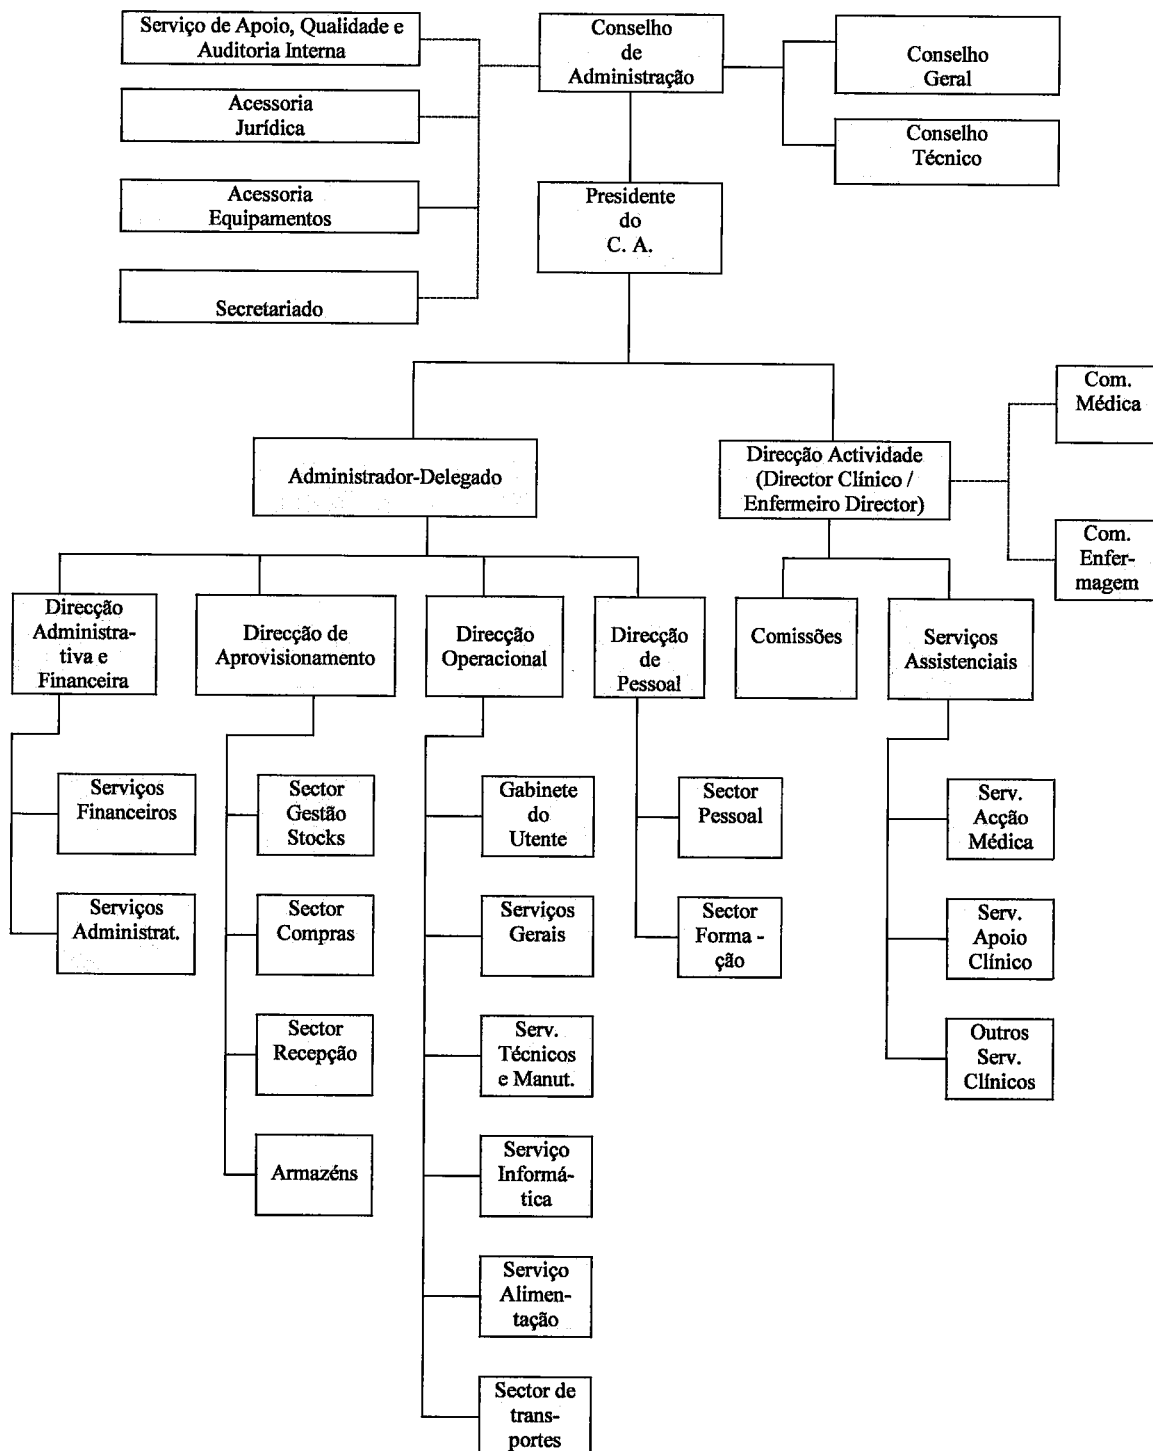 Serviço de Apoio, Qualidade e
Auditoria Interna
Conselho
de
Administração
Conselho
Geral
Acessoria
Jurídica
Conselho
Técnico
Acessoria
Equipamentos
Presidente
do
C. A.
Secretariado
Com.
Médica
Administrador-Delegado
Direcção Actividade
(Director Clínico /
Enfermeiro Director)
Com.
Enfer-
magem
Direcção
Administra-
tiva e
Financeira
Direcção de
Aprovisionamento
Direcção
Operacional
Direcção
de
Pessoal
Comissões
Serviços
Assistenciais
Serviços
Financeiros
Sector
Gestão
Stocks
Gabinete
do
Utente
Sector
Pessoal
Serv.
Acção
Médica
Serviços
Administrat.
Sector
Compras
Serviços
Gerais
Sector
Forma -
ção
Serv.
Apoio
Clínico
Sector
Recepção
Serv.
Técnicos
e Manut.
Outros
Serv.
Clínicos
Armazéns
Serviço
Informá-
tica
Serviço
Alimen-
tação
Sector de
trans-
portes